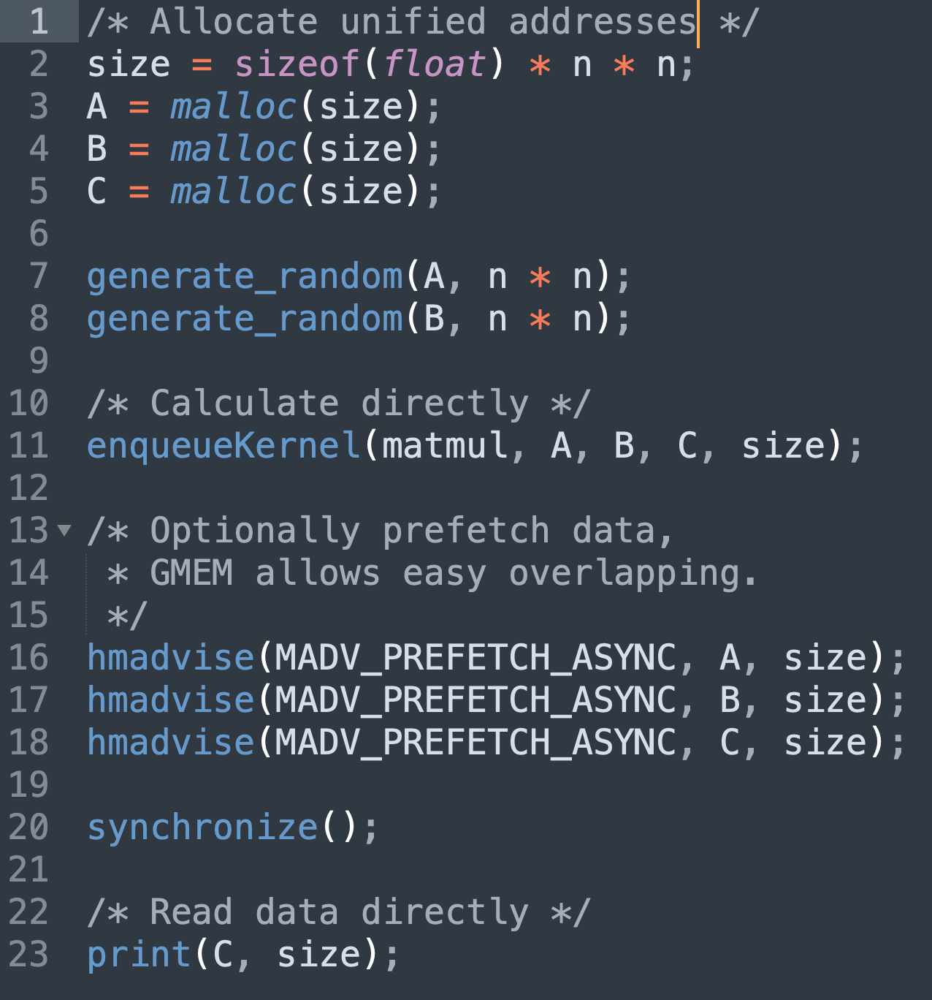 1 /* Allocate unified addresses */
2 size = sizeof(float) * n * n;
3 A = malloc(size);
4 B = malloc(size);
5 C = malloc(size);
6
7 generate_random(A, n * n);
8 generate_random(B, n * n);
9
10 /* Calculate directly */
11 enqueueKernel(matmul, A, B, C, size);
12
13 /* Optionally prefetch data,
14  * GMEM allows easy overlapping.
15  */
16 hmadvise(MADV_PREFETCH_ASYNC, A, size);
17 hmadvise(MADV_PREFETCH_ASYNC, B, size);
18 hmadvise(MADV_PREFETCH_ASYNC, C, size);
19
20 synchronize();
21
22 /* Read data directly */
23 print(C, size);